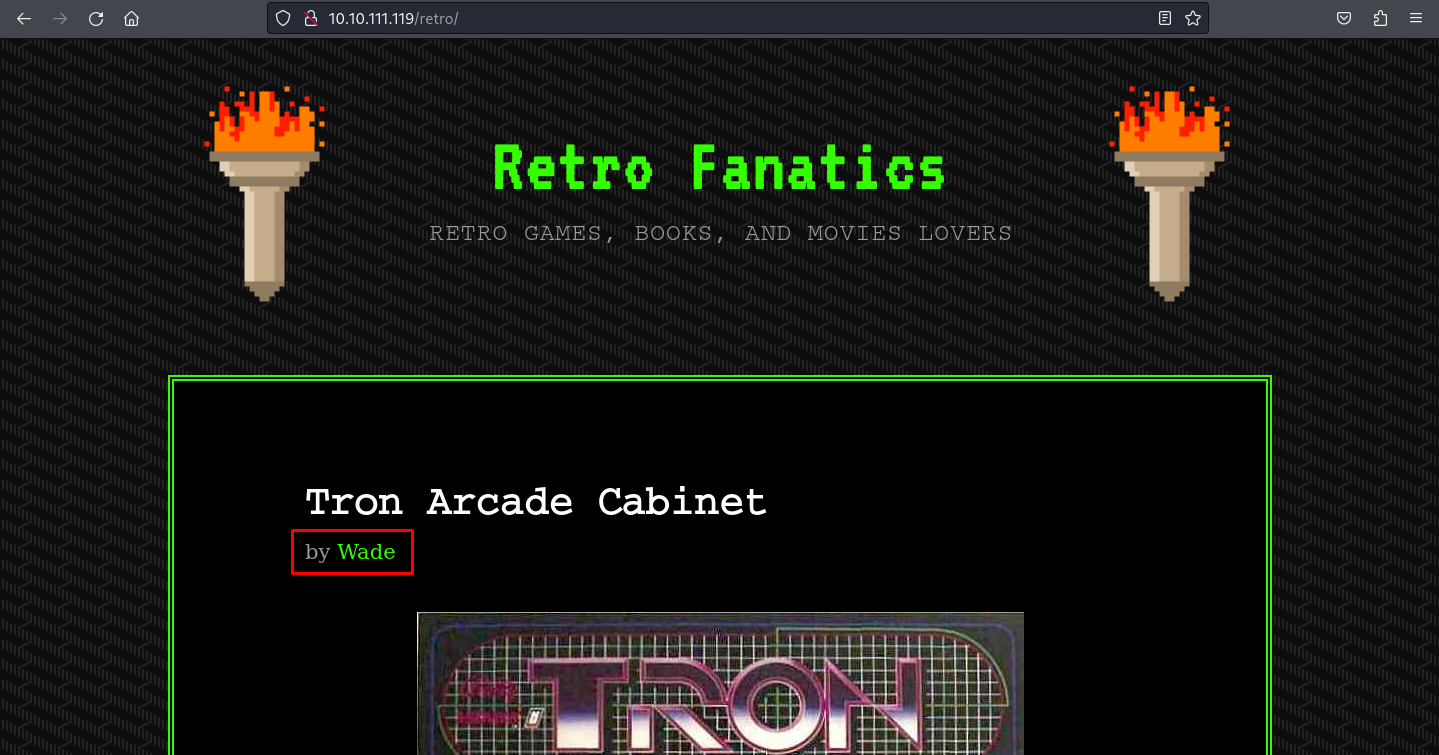 10.10.111.119/retro/
Retro Fanatics
RETRO GAMES, BOOKS, AND MOVIES LOVERS
Tron Arcade Cabinet
by Wade
TRON